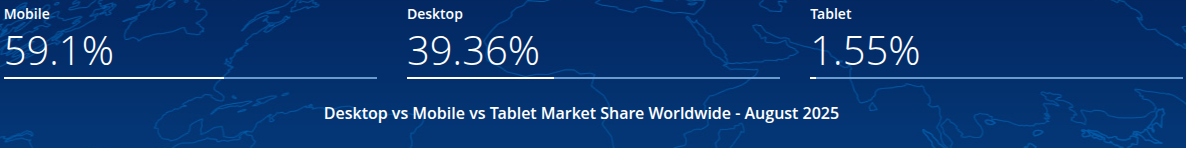 Mobile
59.1%
Desktop
39.36%
Tablet
1.55%
Desktop vs Mobile vs Tablet Market Share Worldwide - August 2025